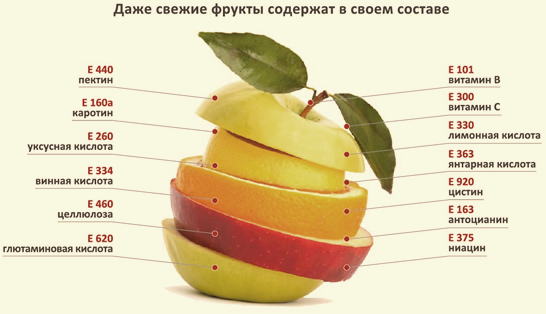 Даже свежие фрукты содержат в своем составе
E 440
пектин
E 160a
каротин
E 260
уксусная кислота
E 334
винная кислота
E 460
целлюлоза
E 620
глютаминовая кислота
E 101
витамин B
E 300
витамин C
E 330
лимонная кислота
E 363
янтарная кислота
E 920
цистин
E 163
антоцианин
E 375
ниацин